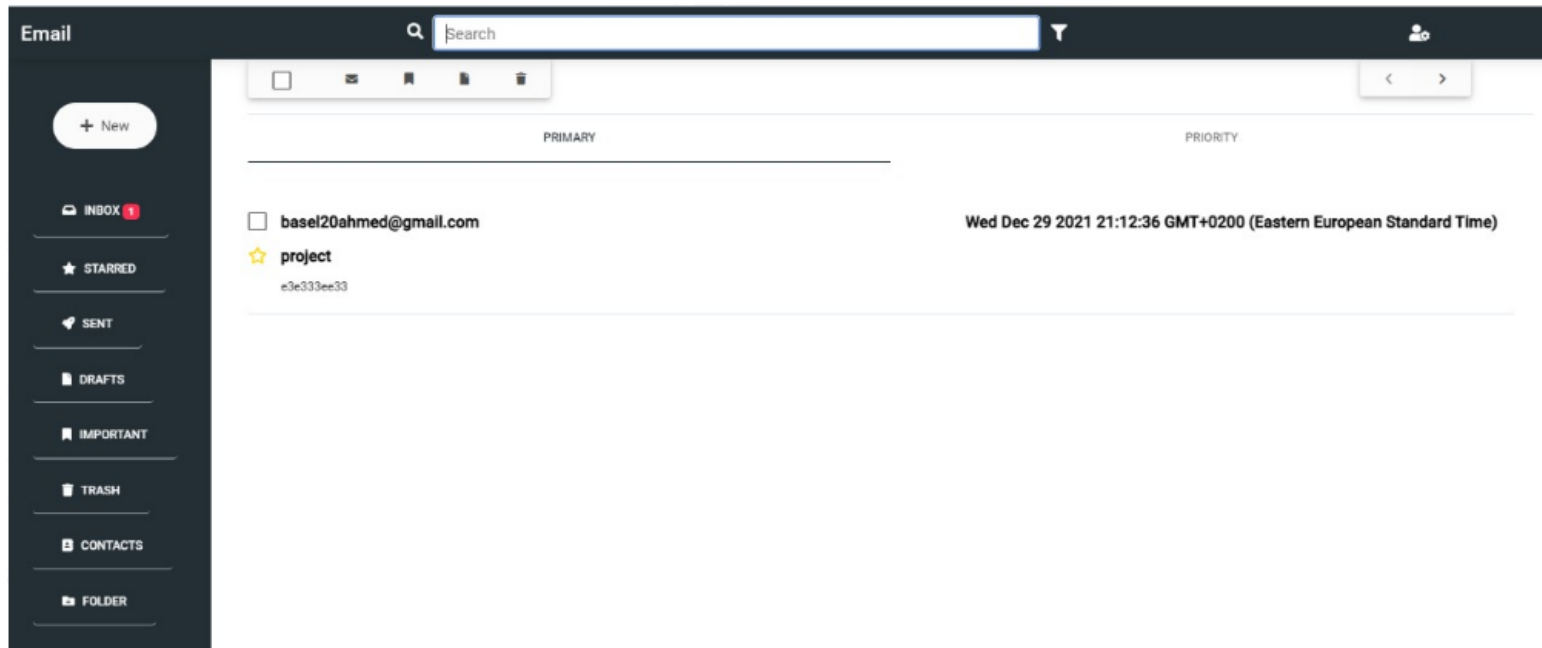 Email
Search
+ New
PRIMARY
PRIORITY
INBOX 1
STARRED
SENT
DRAFTS
IMPORTANT
TRASH
CONTACTS
FOLDER
basel20ahmed@gmail.com
Wed Dec 29 2021 21:12:36 GMT+0200 (Eastern European Standard Time)
project
e3e333ee33